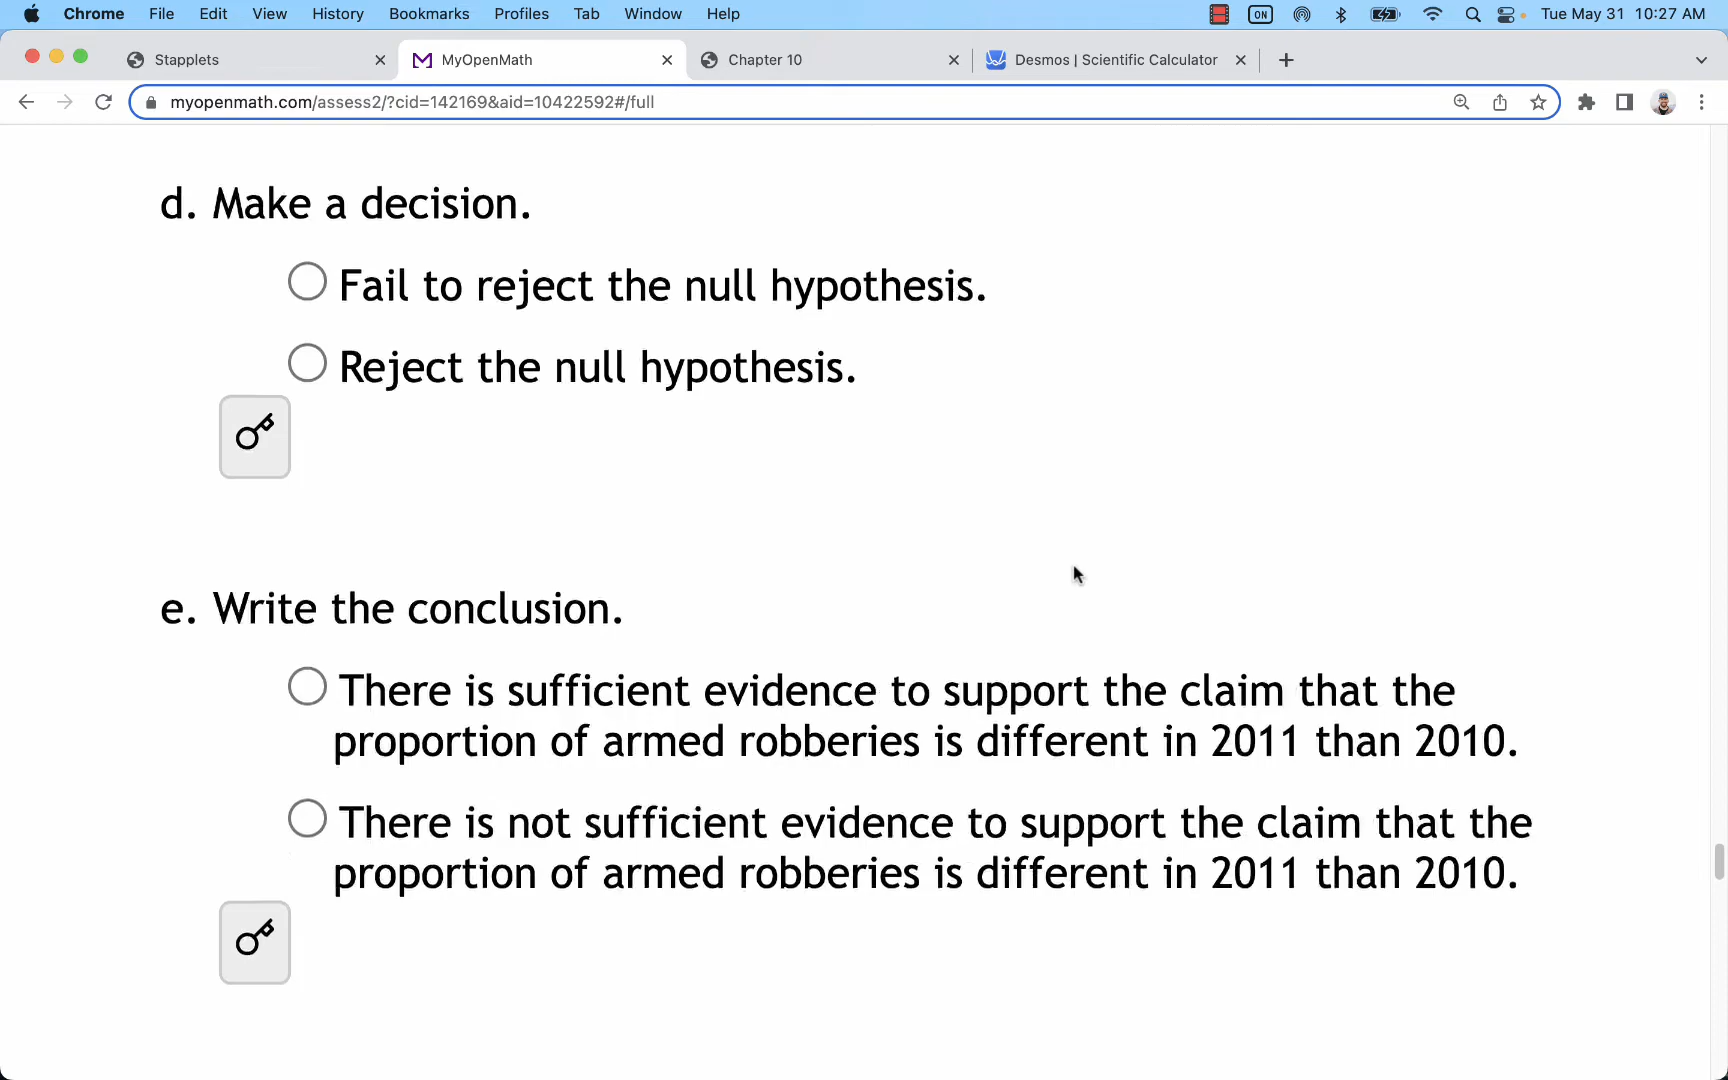 Chrome File Edit View History Bookmarks Profiles Tab Window Help ON Tue May 31 10:27 AM
Stapplets MyOpenMath Chapter 10 Desmos | Scientific Calculator
myopenmath.com/assess2/?cid=142169&aid=10422592#/full
d. Make a decision.
Fail to reject the null hypothesis.
Reject the null hypothesis.
e. Write the conclusion.
There is sufficient evidence to support the claim that the
proportion of armed robberies is different in 2011 than 2010.
There is not sufficient evidence to support the claim that the
proportion of armed robberies is different in 2011 than 2010.